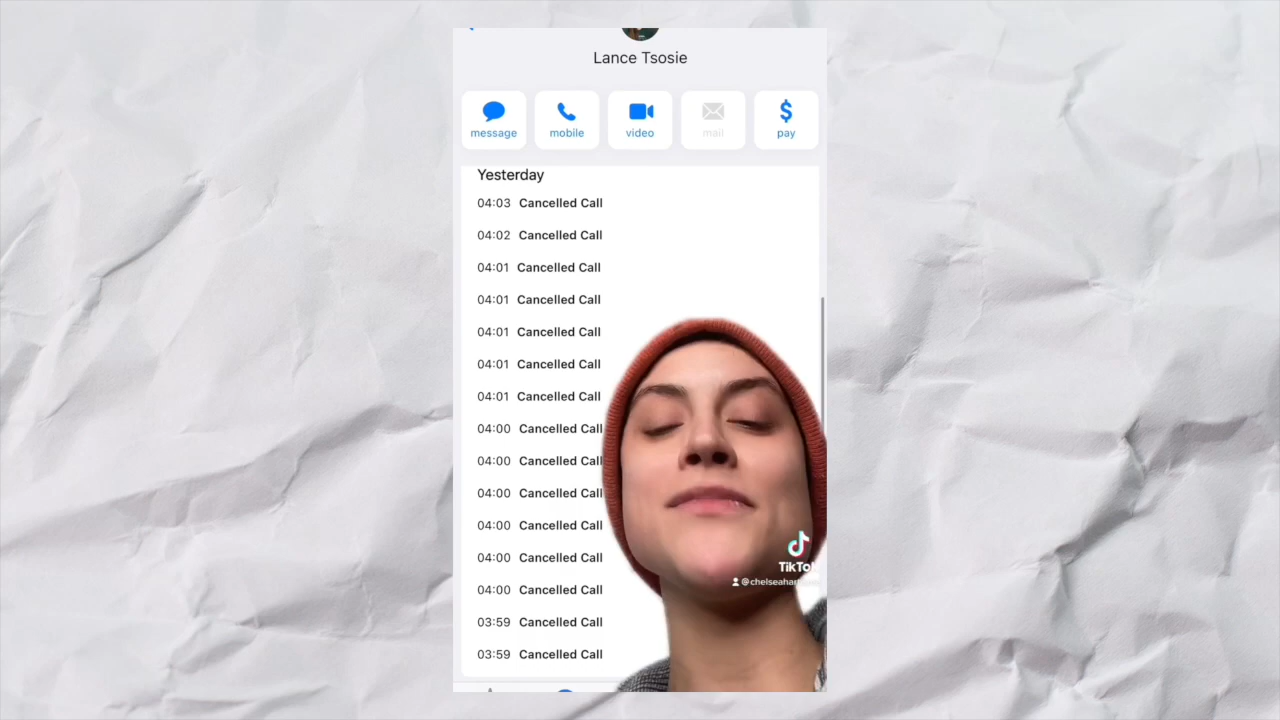 Lance Tsosie
message mobile video mail pay
Yesterday
04:03 Cancelled Call
04:02 Cancelled Call
04:01 Cancelled Call
04:01 Cancelled Call
04:01 Cancelled Call
04:01 Cancelled Call
04:01 Cancelled Call
04:00 Cancelled Call
04:00 Cancelled Call
04:00 Cancelled Call
04:00 Cancelled Call
04:00 Cancelled Call
04:00 Cancelled Call
03:59 Cancelled Call
03:59 Cancelled Call
TikTok